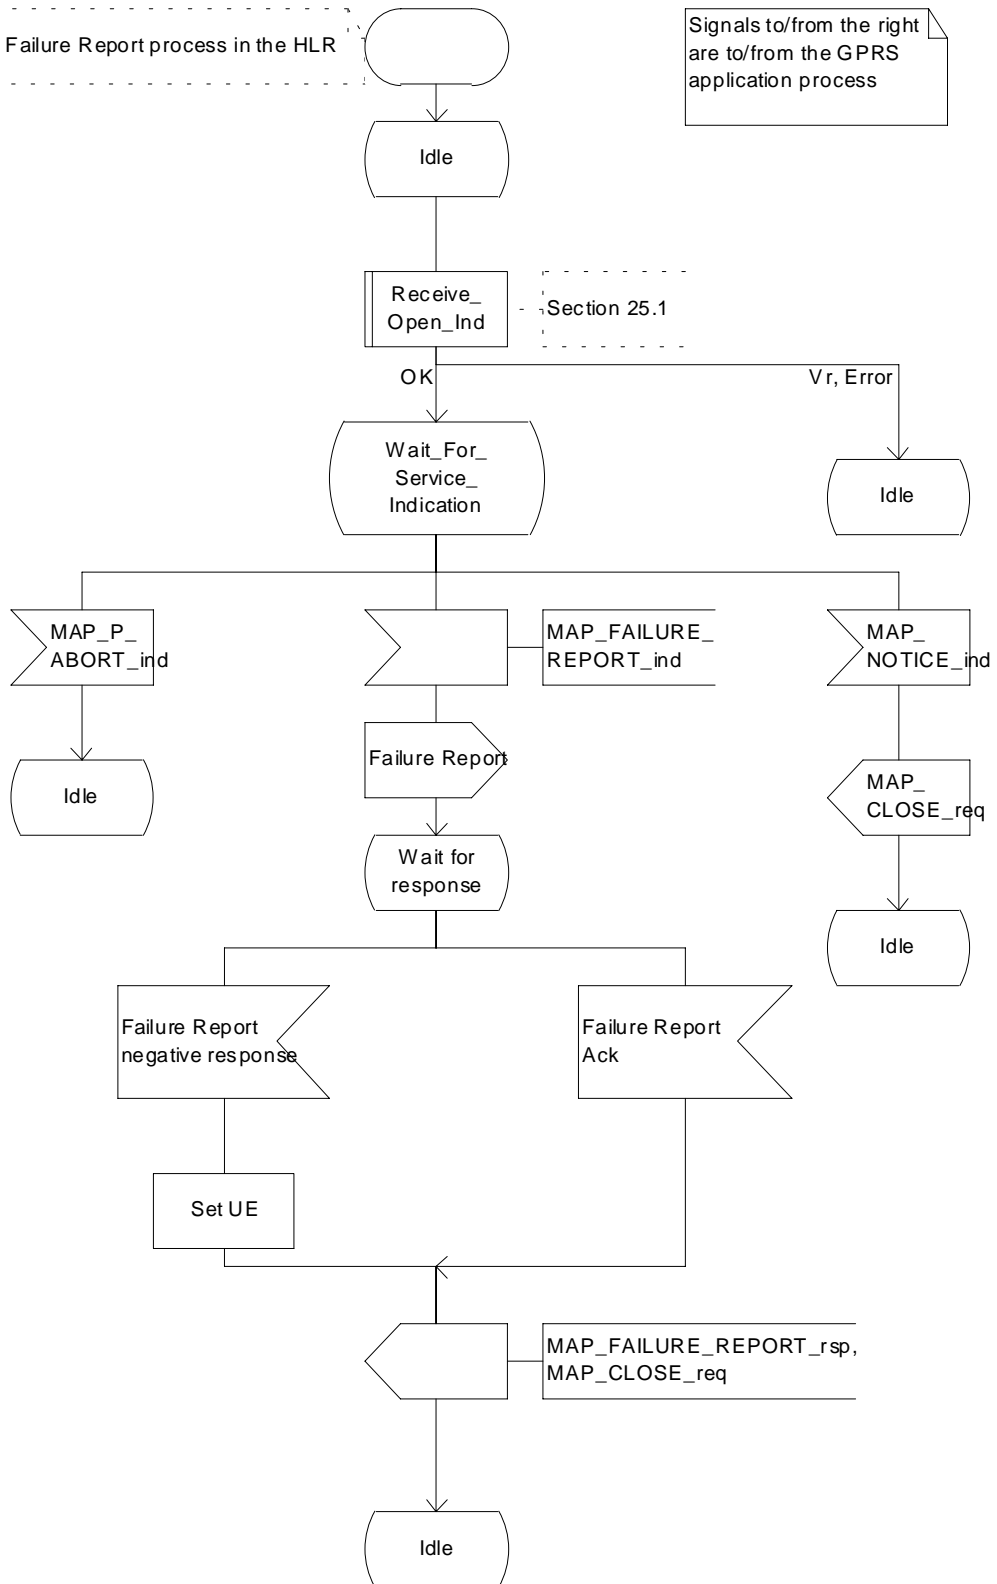 Failure Report process in the HLR
Signals to/from the right
are to/from the GPRS
application process
Idle
Receive_
Open_Ind
Section 25.1
OK
Vr, Error
Wait_For_
Service_
Indication
Idle
MAP_P_
ABORT_ind
MAP_FAILURE_
REPORT_ind
MAP_
NOTICE_ind
Failure Report
Idle
MAP_
CLOSE_req
Wait for
response
Idle
Failure Report
negative response
Failure Report
Ack
Set UE
MAP_FAILURE_REPORT_rsp,
MAP_CLOSE_req
Idle